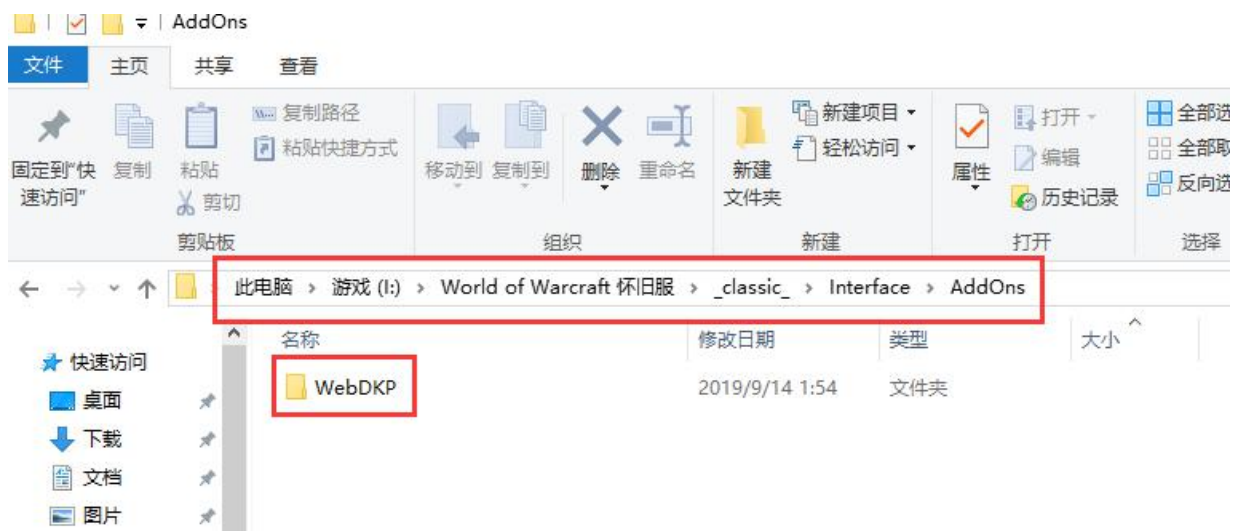 AddOns
文件 主页 共享 查看
固定到"快速访问"
复制
粘贴
复制路径
粘贴快捷方式
剪切
剪贴板
移动到 复制到 删除 重命名
组织
新建文件夹
新建项目
轻松访问
新建
属性
打开
编辑
历史记录
打开
全部选
全部取
反向选
选择
此电脑 › 游戏 (I:) › World of Warcraft 怀旧服 › _classic_ › Interface › AddOns
名称 修改日期 类型 大小
快速访问
WebDKP 2019/9/14 1:54 文件夹
桌面
下载
文档
图片